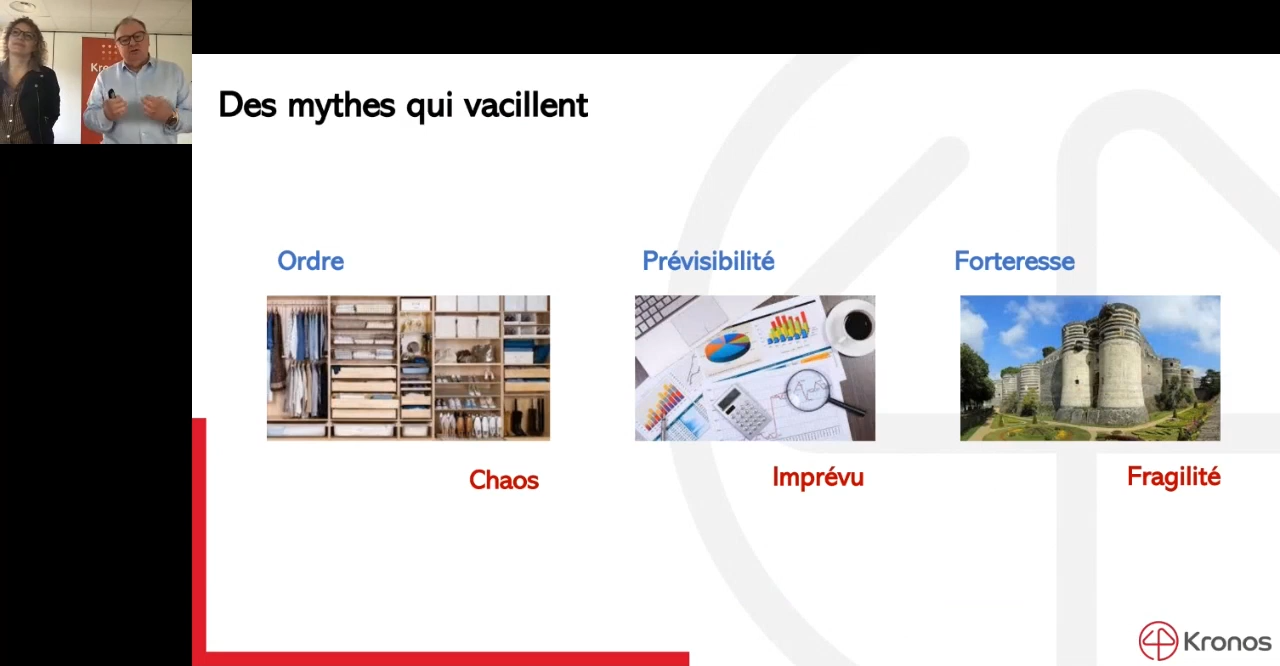 Des mythes qui vacillent
Ordre
Prévisibilité
Forteresse
Chaos
Imprévu
Fragilité
Kronos